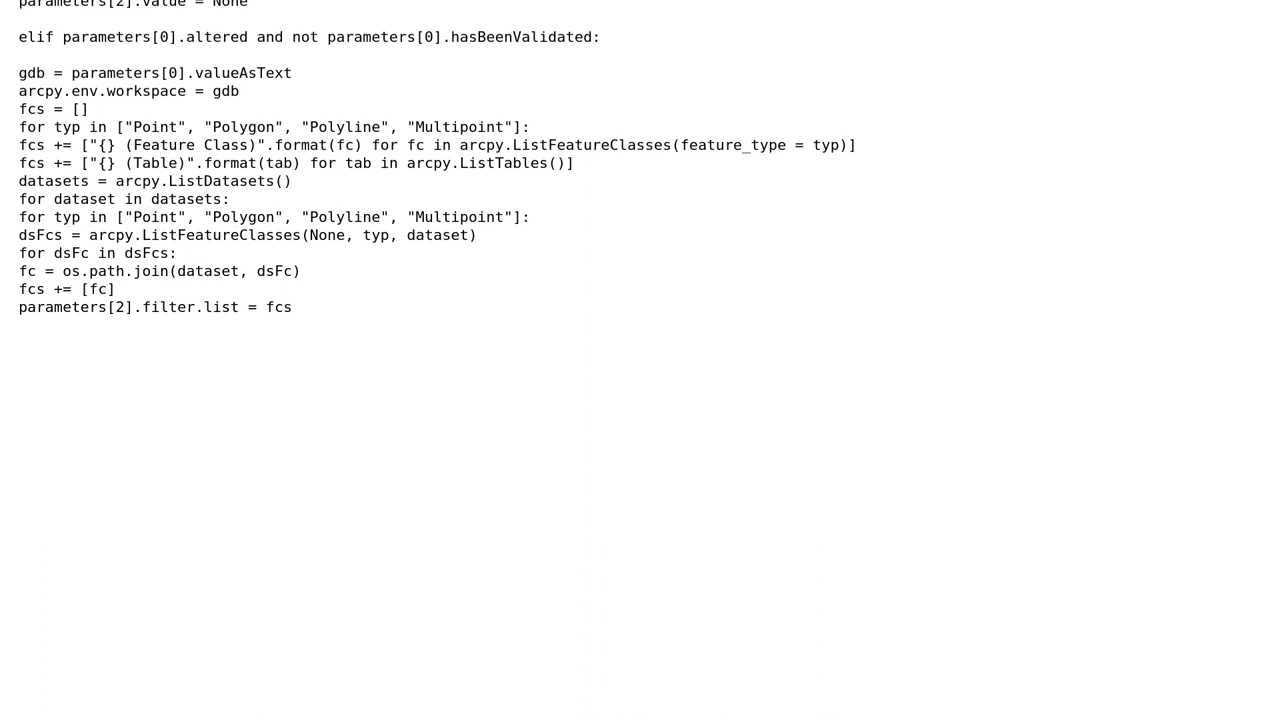 parameters[2].value = None
elif parameters[0].altered and not parameters[0].hasBeenValidated:
gdb = parameters[0].valueAsText
arcpy.env.workspace = gdb
fcs = []
for typ in ["Point", "Polygon", "Polyline", "Multipoint"]:
fcs += ["{} (Feature Class)".format(fc) for fc in arcpy.ListFeatureClasses(feature_type = typ)]
fcs += ["{} (Table)".format(tab) for tab in arcpy.ListTables()]
datasets = arcpy.ListDatasets()
for dataset in datasets:
for typ in ["Point", "Polygon", "Polyline", "Multipoint"]:
dsFcs = arcpy.ListFeatureClasses(None, typ, dataset)
for dsFc in dsFcs:
fc = os.path.join(dataset, dsFc)
fcs += [fc]
parameters[2].filter.list = fcs